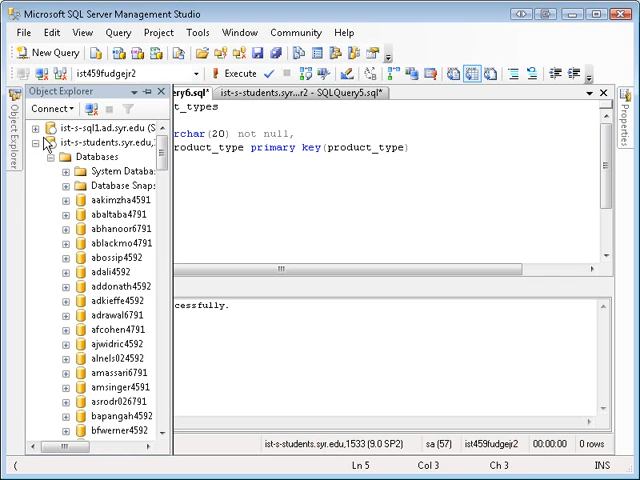 Microsoft SQL Server Management Studio
File Edit View Query Project Tools Window Community Help
New Query
ist459fudgejr2 Execute
Object Explorer
ery6.sql* ist-s-students.syr....r2 - SQLQuery5.sql*
Object Explorer
Properties
Connect
t_types
ist-s-sql1.ad.syr.edu (S
rchar(20) not null,
ist-s-students.syr.edu,
roduct_type primary key(product_type)
Databases
System Databa
Database Snap
aakimzha4591
abaltaba4791
abhanoor6791
ablackmo4791
abossip4592
adali4592
addonath4592
adkieffe4592
adrawal6791
cessfully.
afcohen4791
ajwidric4592
alnels024592
amassari6791
amsinger4591
asrodr026791
bapangah4592
bfwerner4592
ist-s-students.syr.edu,1533 (9.0 SP2) sa (57) ist459fudgejr2 00:00:00 0 rows
( Ln 5 Col 3 Ch 3 INS